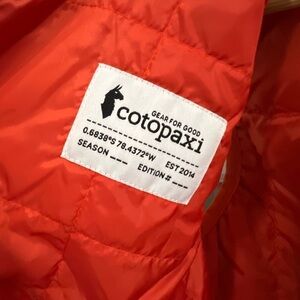 GEAR FOR GOOD
cotopaxi
0.6838°S 78.4372°W EST 2014
SEASON ___ EDITION # ___